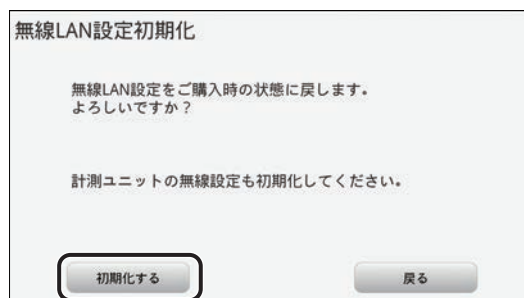 無線LAN設定初期化
無線LAN設定をご購入時の状態に戻します。
よろしいですか？
計測ユニットの無線設定も初期化してください。
初期化する
戻る